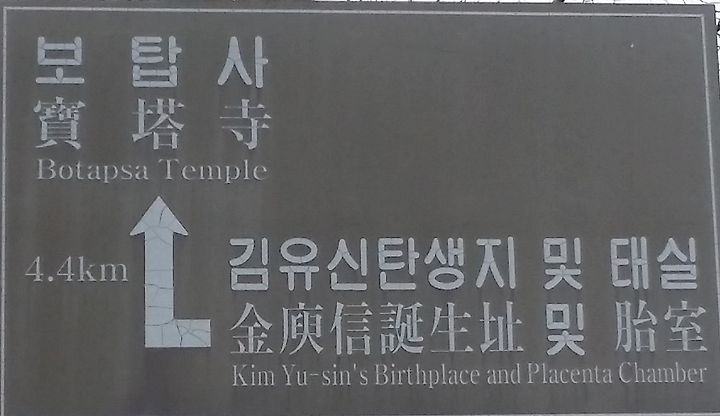 보탑사
寶塔寺
Botapsa Temple
4.4km
김유신탄생지 및 태실
金庾信誕生址 및 胎室
Kim Yu-sin's Birthplace and Placenta Chamber